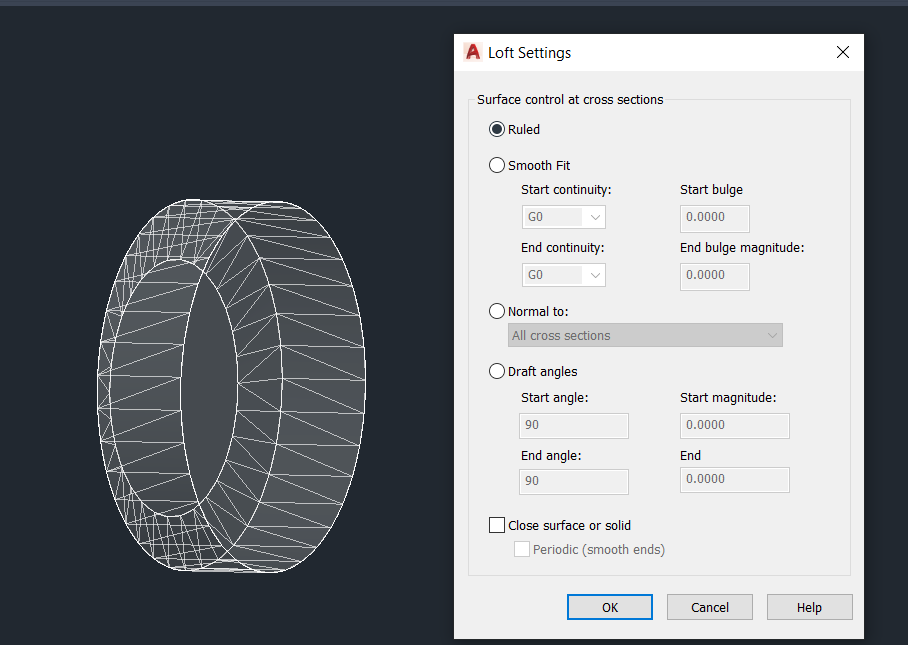 Loft Settings
Surface control at cross sections
Ruled
Smooth Fit
Start continuity: Start bulge
G0 0.0000
End continuity: End bulge magnitude:
G0 0.0000
Normal to:
All cross sections
Draft angles
Start angle: Start magnitude:
90 0.0000
End angle: End
90 0.0000
Close surface or solid
Periodic (smooth ends)
OK Cancel Help